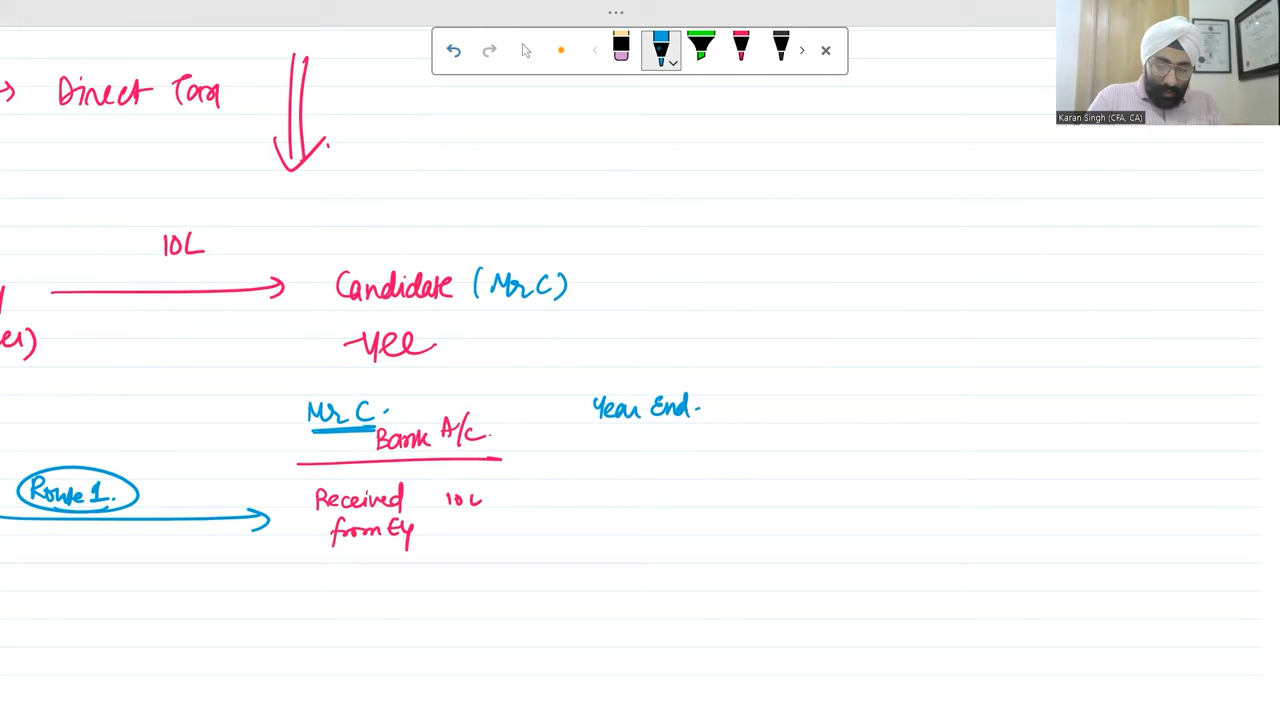 → Direct Tax
10L
Candidate (Mr C)
-yee
Mr C.
Bank A/c.
Year End.
Route 1.
Received 10L
from EY
Karan Singh (CFA, CA)